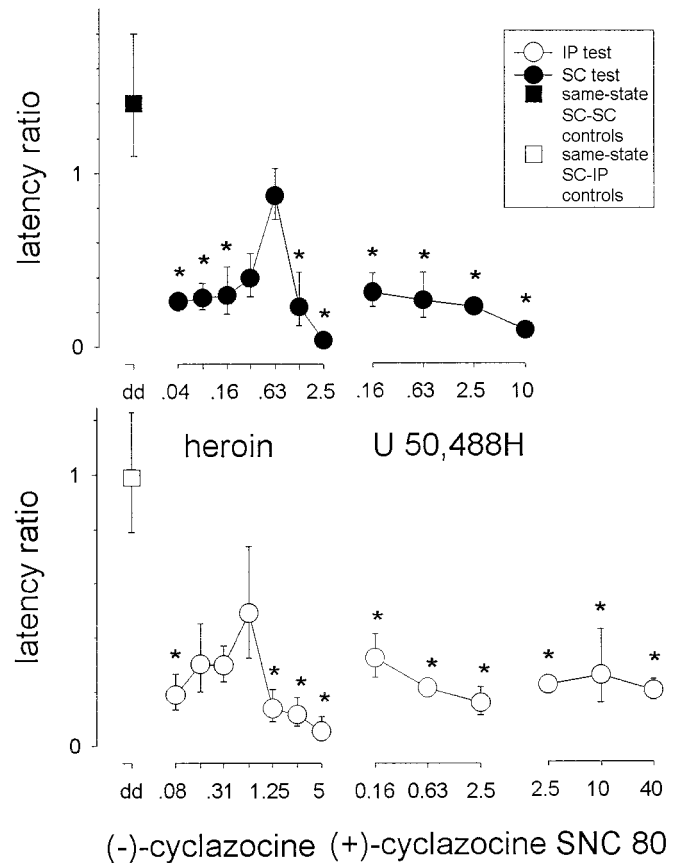 IP test
SC test
same-state
SC-SC
controls
same-state
SC-IP
controls
latency ratio
1
0
* * * * * * * * *
dd .04 .16 .63 2.5 .16 .63 2.5 10
heroin U 50,488H
latency ratio
1
0
* * * * * * * * * *
dd .08 .31 1.25 5 0.16 0.63 2.5 2.5 10 40
(-)-cyclazocine (+)-cyclazocine SNC 80